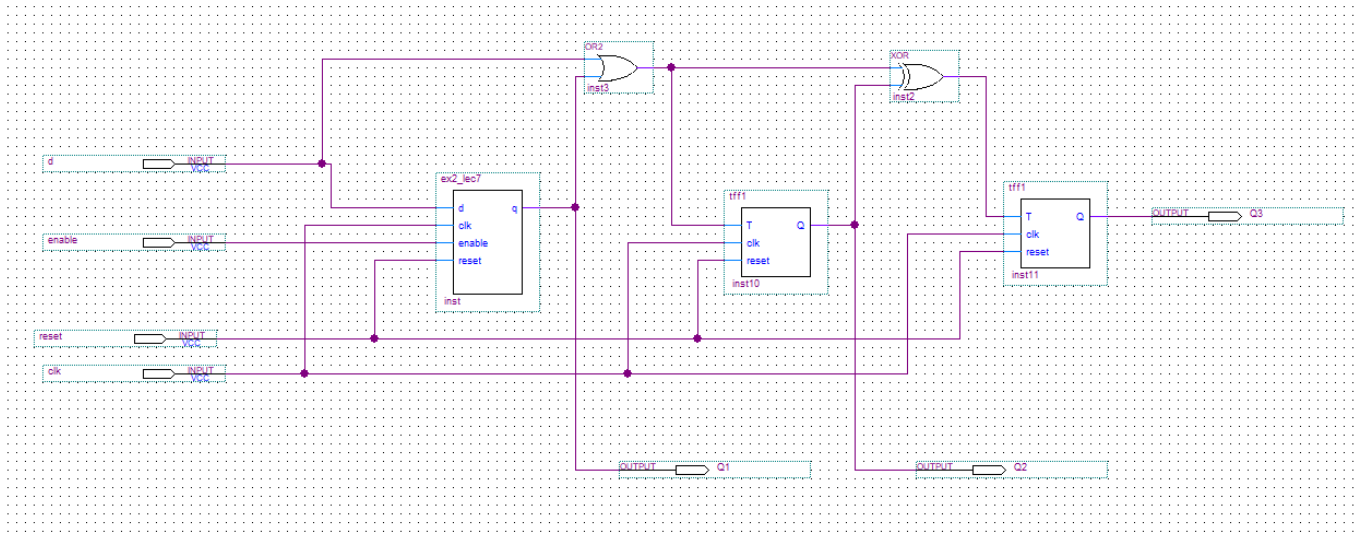 OR2
inst3
XOR
inst2
d
INPUT
VCC
ex2_lec7
d
q
clk
enable
reset
inst
enable
INPUT
VCC
tff1
T
Q
clk
reset
inst10
tff1
T
Q
clk
reset
inst11
OUTPUT
Q3
reset
INPUT
VCC
clk
INPUT
VCC
OUTPUT
Q1
OUTPUT
Q2